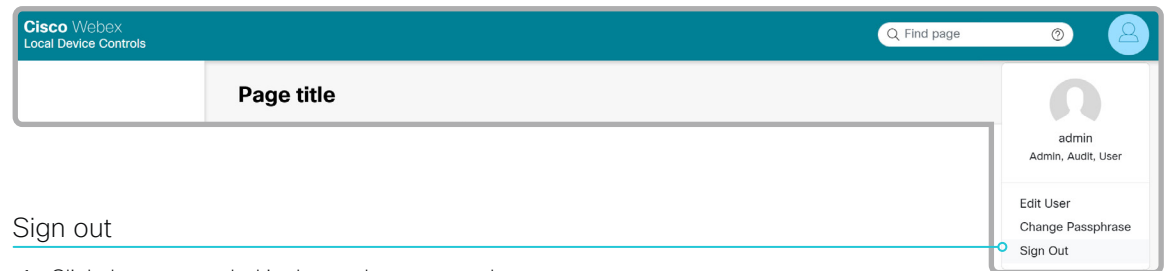 Cisco Webex
Local Device Controls
Find page
Page title
admin
Admin, Audit, User
Edit User
Change Passphrase
Sign Out
Sign out